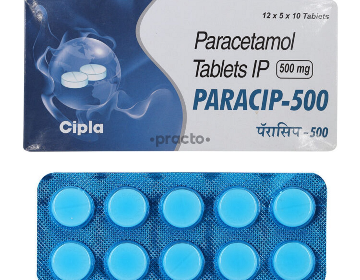 12 x 5 x 10 Tablets
Paracetamol
Tablets IP 500 mg
PARACIP-500
पॅरासिप-500
Cipla
•practo•